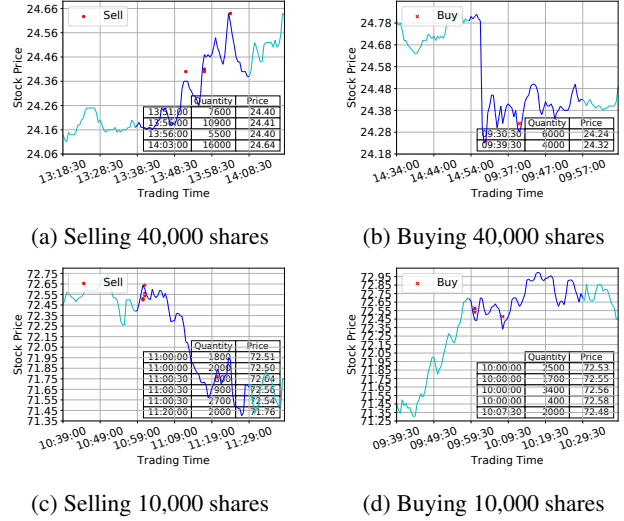 Sell
Stock Price
24.66
24.56
24.46
24.36
24.26
24.16
24.06
Quantity Price
13:51:00 7600 24.40
13:56:00 10900 24.41
13:56:00 5500 24.40
14:03:00 16000 24.64
13:18:30 13:28:30 13:38:30 13:48:30 13:58:30 14:08:30
Trading Time
(a) Selling 40,000 shares
Buy
Stock Price
24.78
24.68
24.58
24.48
24.38
24.28
24.18
Quantity Price
09:30:30 6000 24.24
09:39:30 4000 24.32
14:34:00 14:44:00 14:54:00 09:37:00 09:47:00 09:57:00
Trading Time
(b) Buying 40,000 shares
Sell
Stock Price
72.75
72.65
72.55
72.45
72.35
72.25
72.15
72.05
71.95
71.85
71.75
71.65
71.55
71.45
71.35
Quantity Price
11:00:00 1800 72.51
11:00:00 2000 72.50
11:00:30 72.64
11:00:30 900 72.56
11:00:30 2700 72.54
11:20:00 2000 71.76
10:39:00 10:49:00 10:59:00 11:09:00 11:19:00 11:29:00
Trading Time
(c) Selling 10,000 shares
Buy
Stock Price
72.95
72.85
72.75
72.65
72.55
72.45
72.35
72.25
72.15
72.05
71.95
71.85
71.75
71.65
71.55
71.45
71.35
71.25
Quantity Price
10:00:00 2500 72.53
10:00:00 1700 72.55
10:00:00 3400 72.56
10:00:00 400 72.58
10:07:30 2000 72.48
09:39:30 09:49:30 09:59:30 10:09:30 10:19:30 10:29:30
Trading Time
(d) Buying 10,000 shares